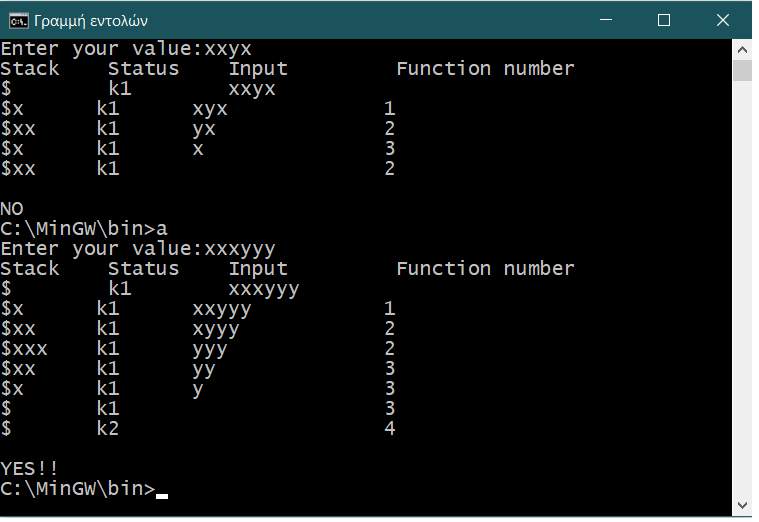 Γραμμή εντολών
Enter your value:xxyx
Stack    Status    Input         Function number
$        k1        xxyx
$x      k1      xyx             1
$xx     k1      yx              2
$x      k1      x               3
$xx     k1                      2
NO
C:\MinGW\bin>a
Enter your value:xxxyyy
Stack    Status    Input         Function number
$        k1        xxxyyy
$x      k1      xxyyy           1
$xx     k1      xyyy            2
$xxx    k1      yyy             2
$xx     k1      yy              3
$x      k1      y               3
$       k1                      3
$       k2                      4
YES!!
C:\MinGW\bin>